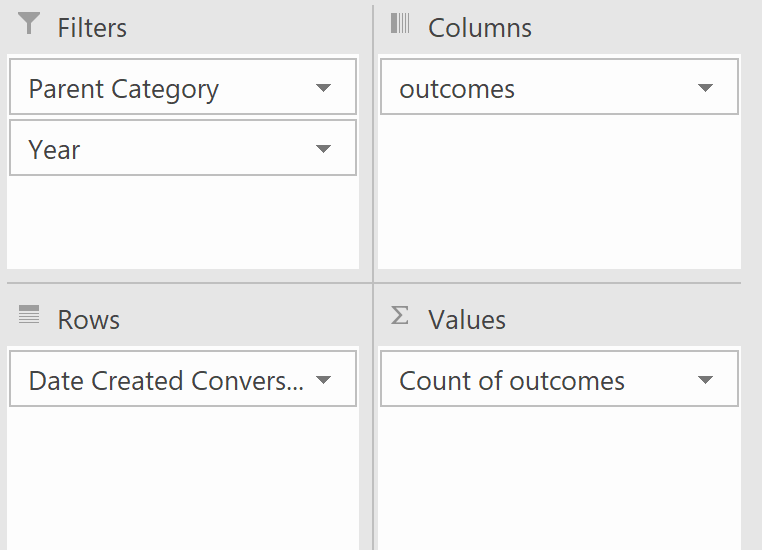 Filters
Parent Category
Year
Columns
outcomes
Rows
Date Created Convers...
Σ Values
Count of outcomes